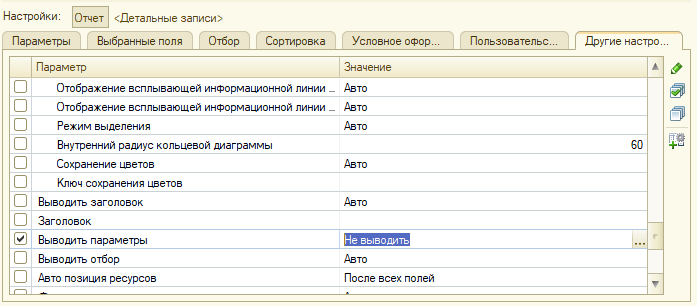 Настройки: Отчет <Детальные записи>
Параметры Выбранные поля Отбор Сортировка Условное офор... Пользовательс... Другие настро...
Параметр Значение
Отображение всплывающей информационной линии ... Авто
Отображение всплывающей информационной линии ... Авто
Режим выделения Авто
Внутренний радиус кольцевой диаграммы 60
Сохранение цветов Авто
Ключ сохранения цветов
Выводить заголовок Авто
Заголовок
Выводить параметры Не выводить ...
Выводить отбор Авто
Авто позиция ресурсов После всех полей